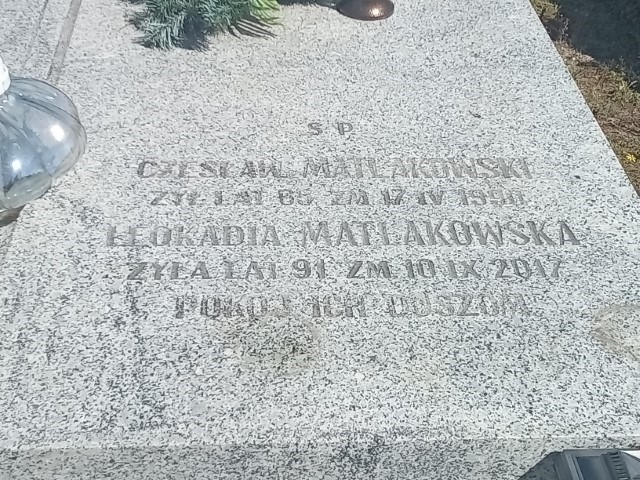 S P
CZESŁAW MATLAKOWSKI
ŻYŁ LAT 65 ZM 17 IV 1990
LEOKADIA MATLAKOWSKA
ŻYŁA LAT 91 ZM 10 IX 2017
POKÓJ ICH DUSZOM